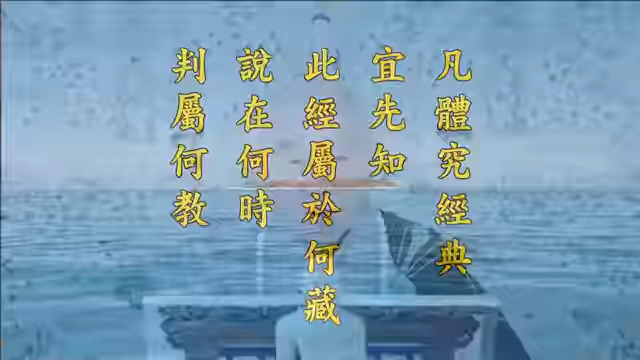 凡體究經典
宜先知
此經屬於何藏
說在何時
判屬何教